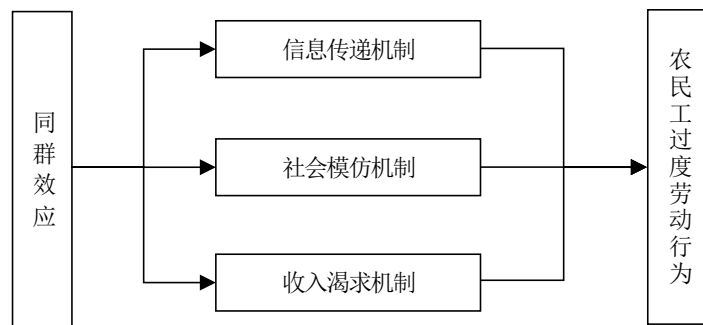 同群效应
信息传递机制
社会模仿机制
收入渴求机制
农民工过度劳动行为